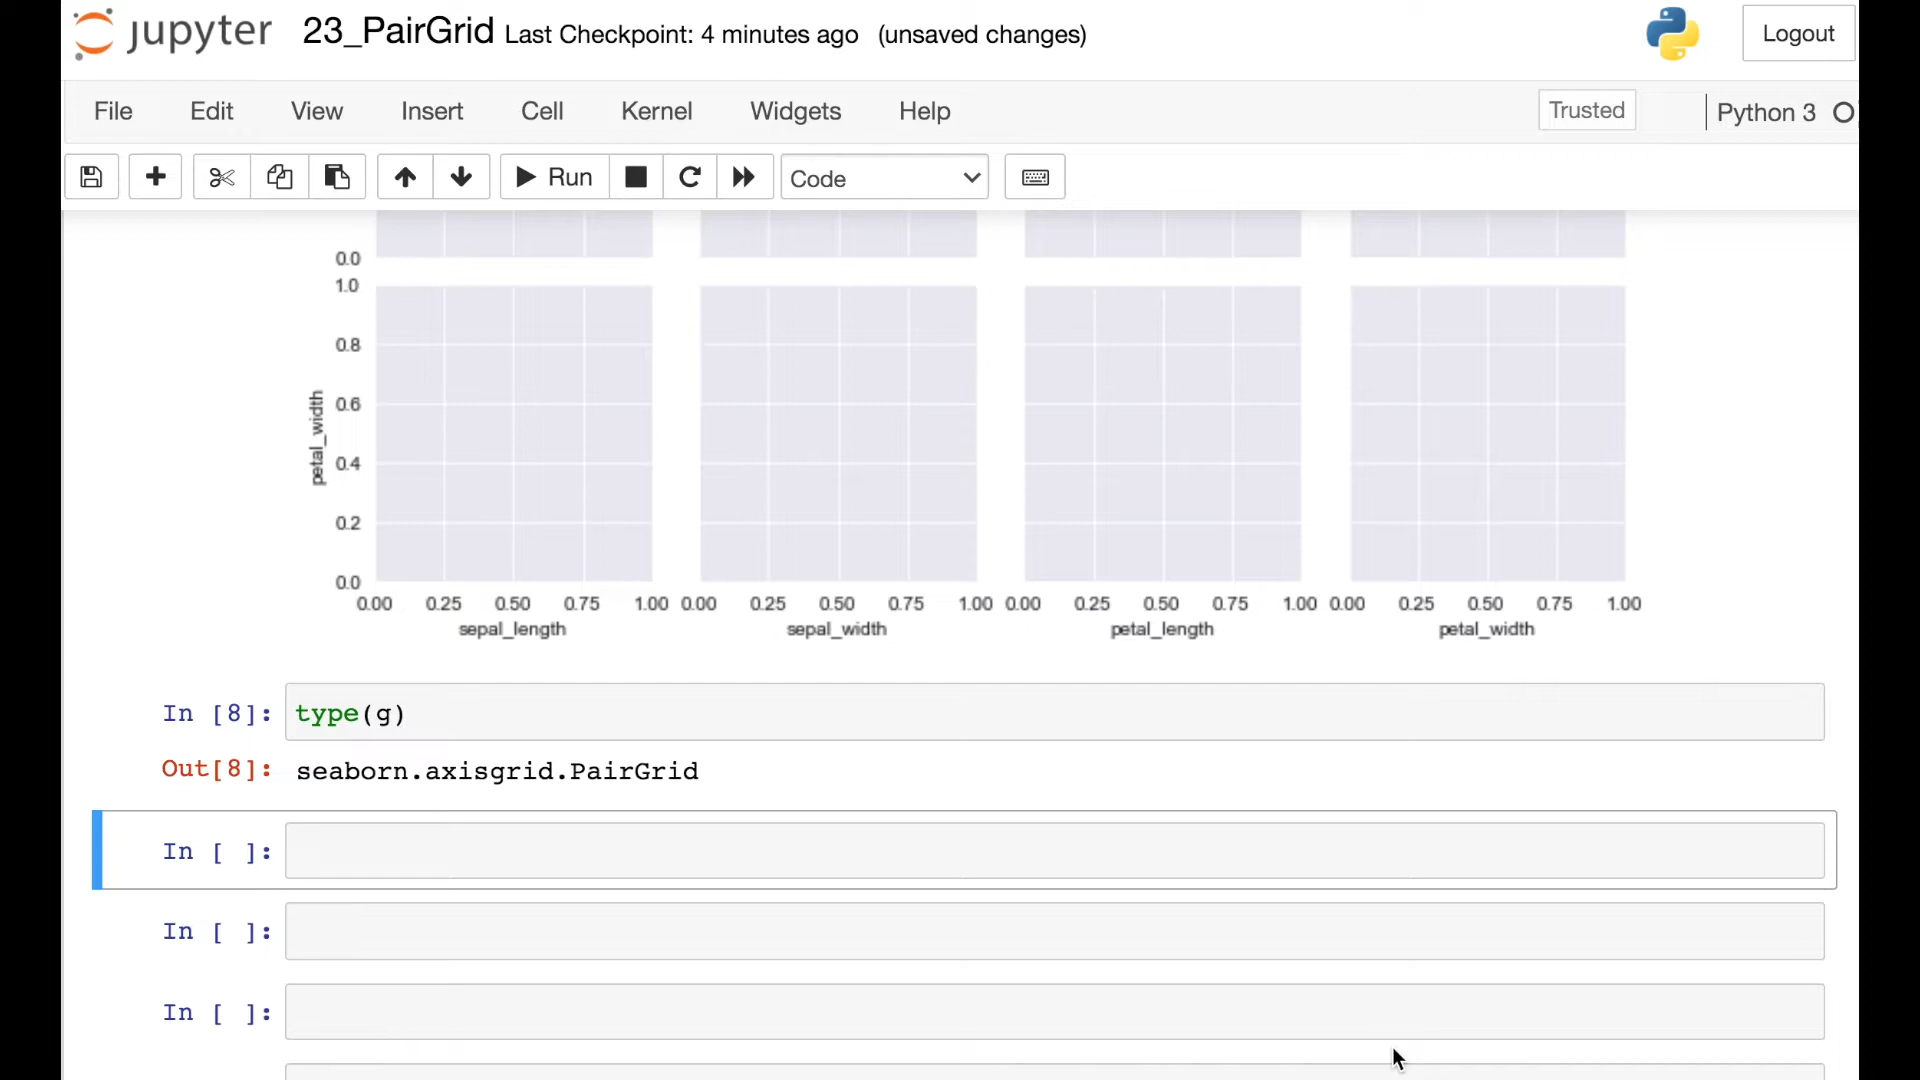 jupyter 23_PairGrid Last Checkpoint: 4 minutes ago (unsaved changes) Logout
File Edit View Insert Cell Kernel Widgets Help Trusted Python 3
Run Code
0.0
1.0
0.8
0.6
0.4
0.2
0.0
petal_width
0.00 0.25 0.50 0.75 1.00 0.00 0.25 0.50 0.75 1.00 0.00 0.25 0.50 0.75 1.00 0.00 0.25 0.50 0.75 1.00
sepal_length sepal_width petal_length petal_width
In [8]: type(g)
Out[8]: seaborn.axisgrid.PairGrid
In [ ]:
In [ ]:
In [ ]: